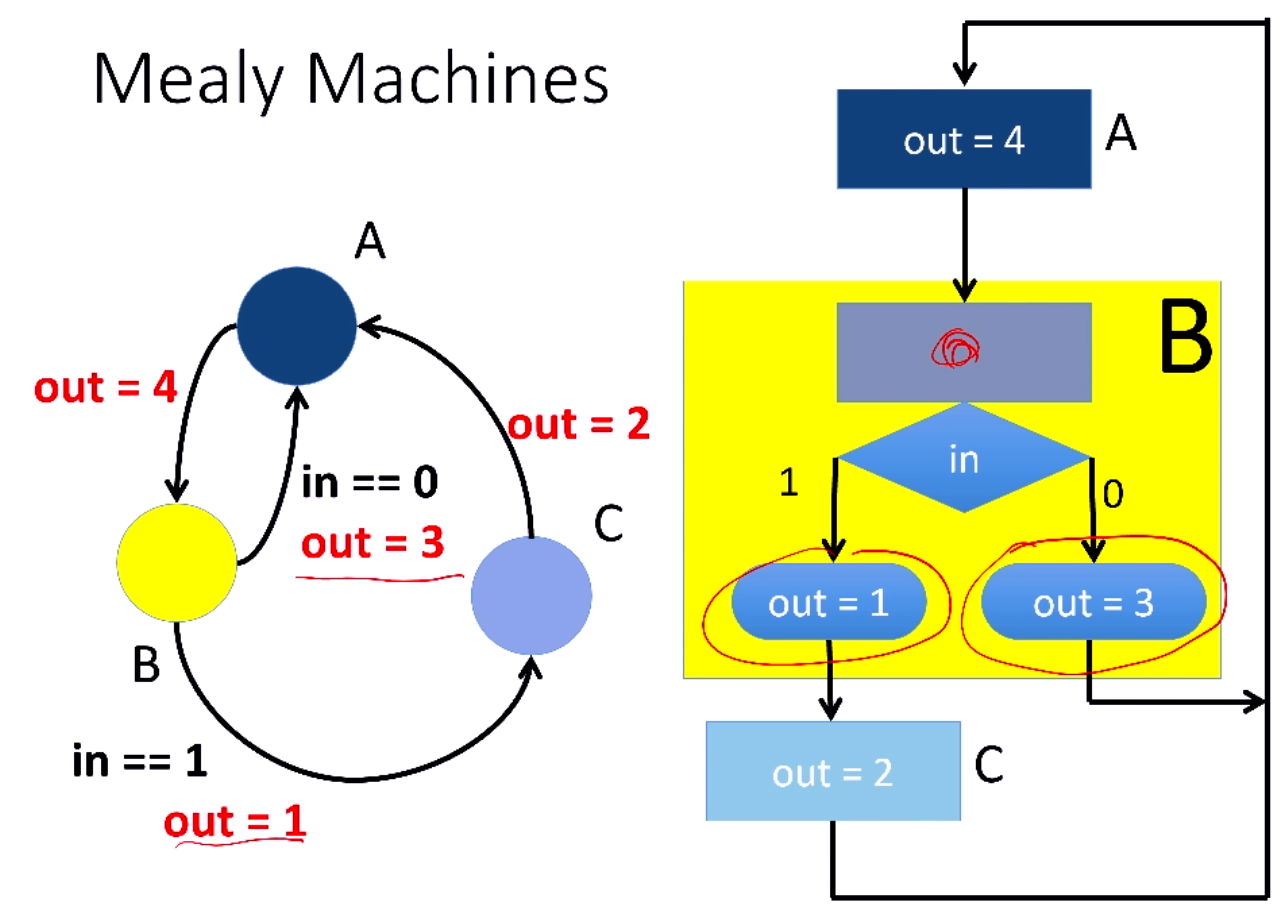 Mealy Machines
A
out = 4
out = 2
in == 0
out = 3
C
B
in == 1
out = 1
out = 4
A
B
in
1
0
out = 1
out = 3
out = 2
C